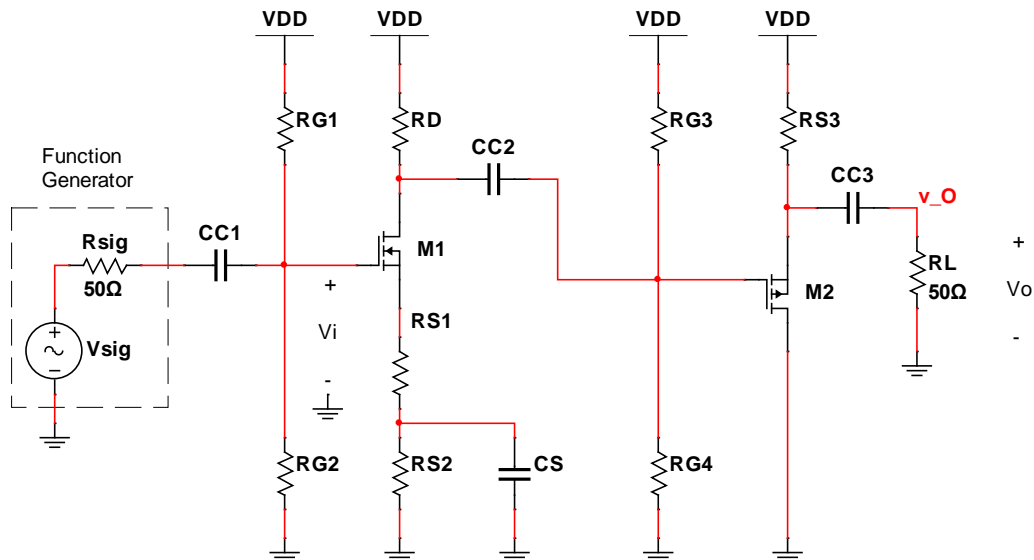 VDD
VDD
VDD
VDD
RG1
RD
RG3
RS3
Function
Generator
CC2
CC3
v_O
Rsig
CC1
50Ω
M1
+
RL
50Ω
Vo
-
M2
+
Vi
-
RS1
Vsig
RG2
RS2
CS
RG4